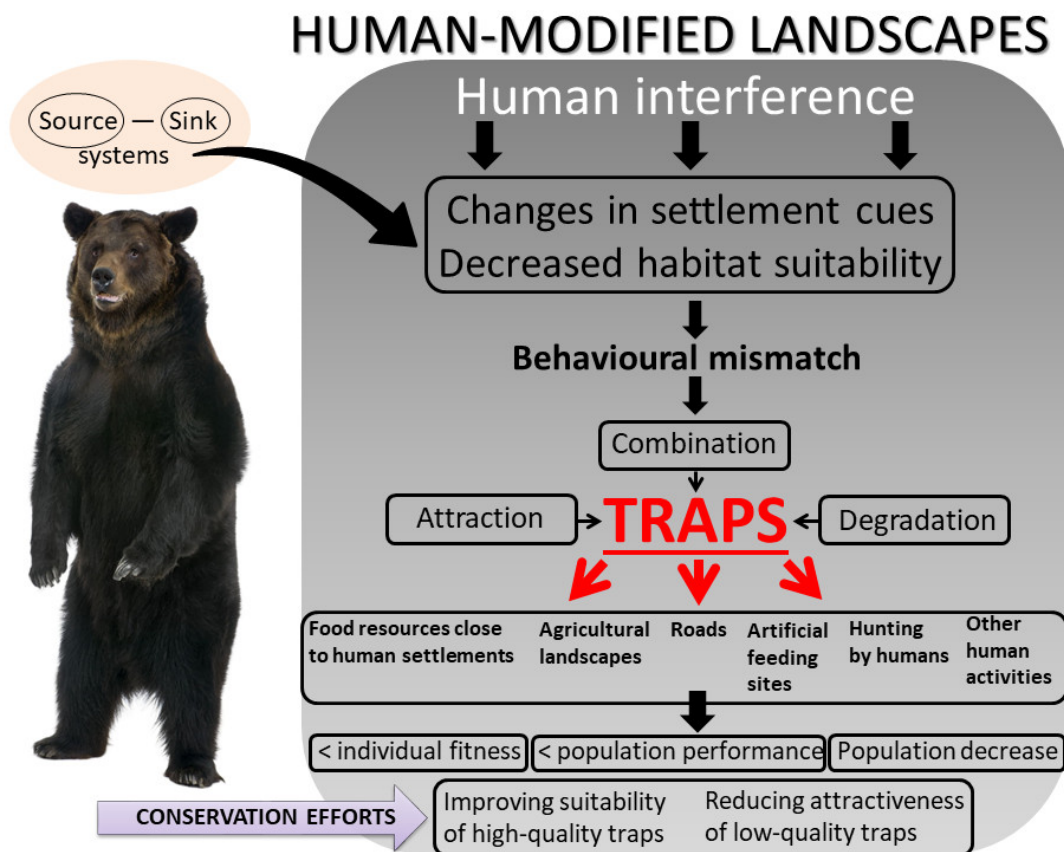 HUMAN-MODIFIED LANDSCAPES
Human interference
Source — Sink
systems
Changes in settlement cues
Decreased habitat suitability
Behavioural mismatch
Combination
Attraction
TRAPS
Degradation
Food resources close
to human settlements
Agricultural
landscapes
Roads
Artificial
feeding
sites
Hunting
by humans
Other
human
activities
< individual fitness
< population performance
Population decrease
CONSERVATION EFFORTS
Improving suitability
of high-quality traps
Reducing attractiveness
of low-quality traps